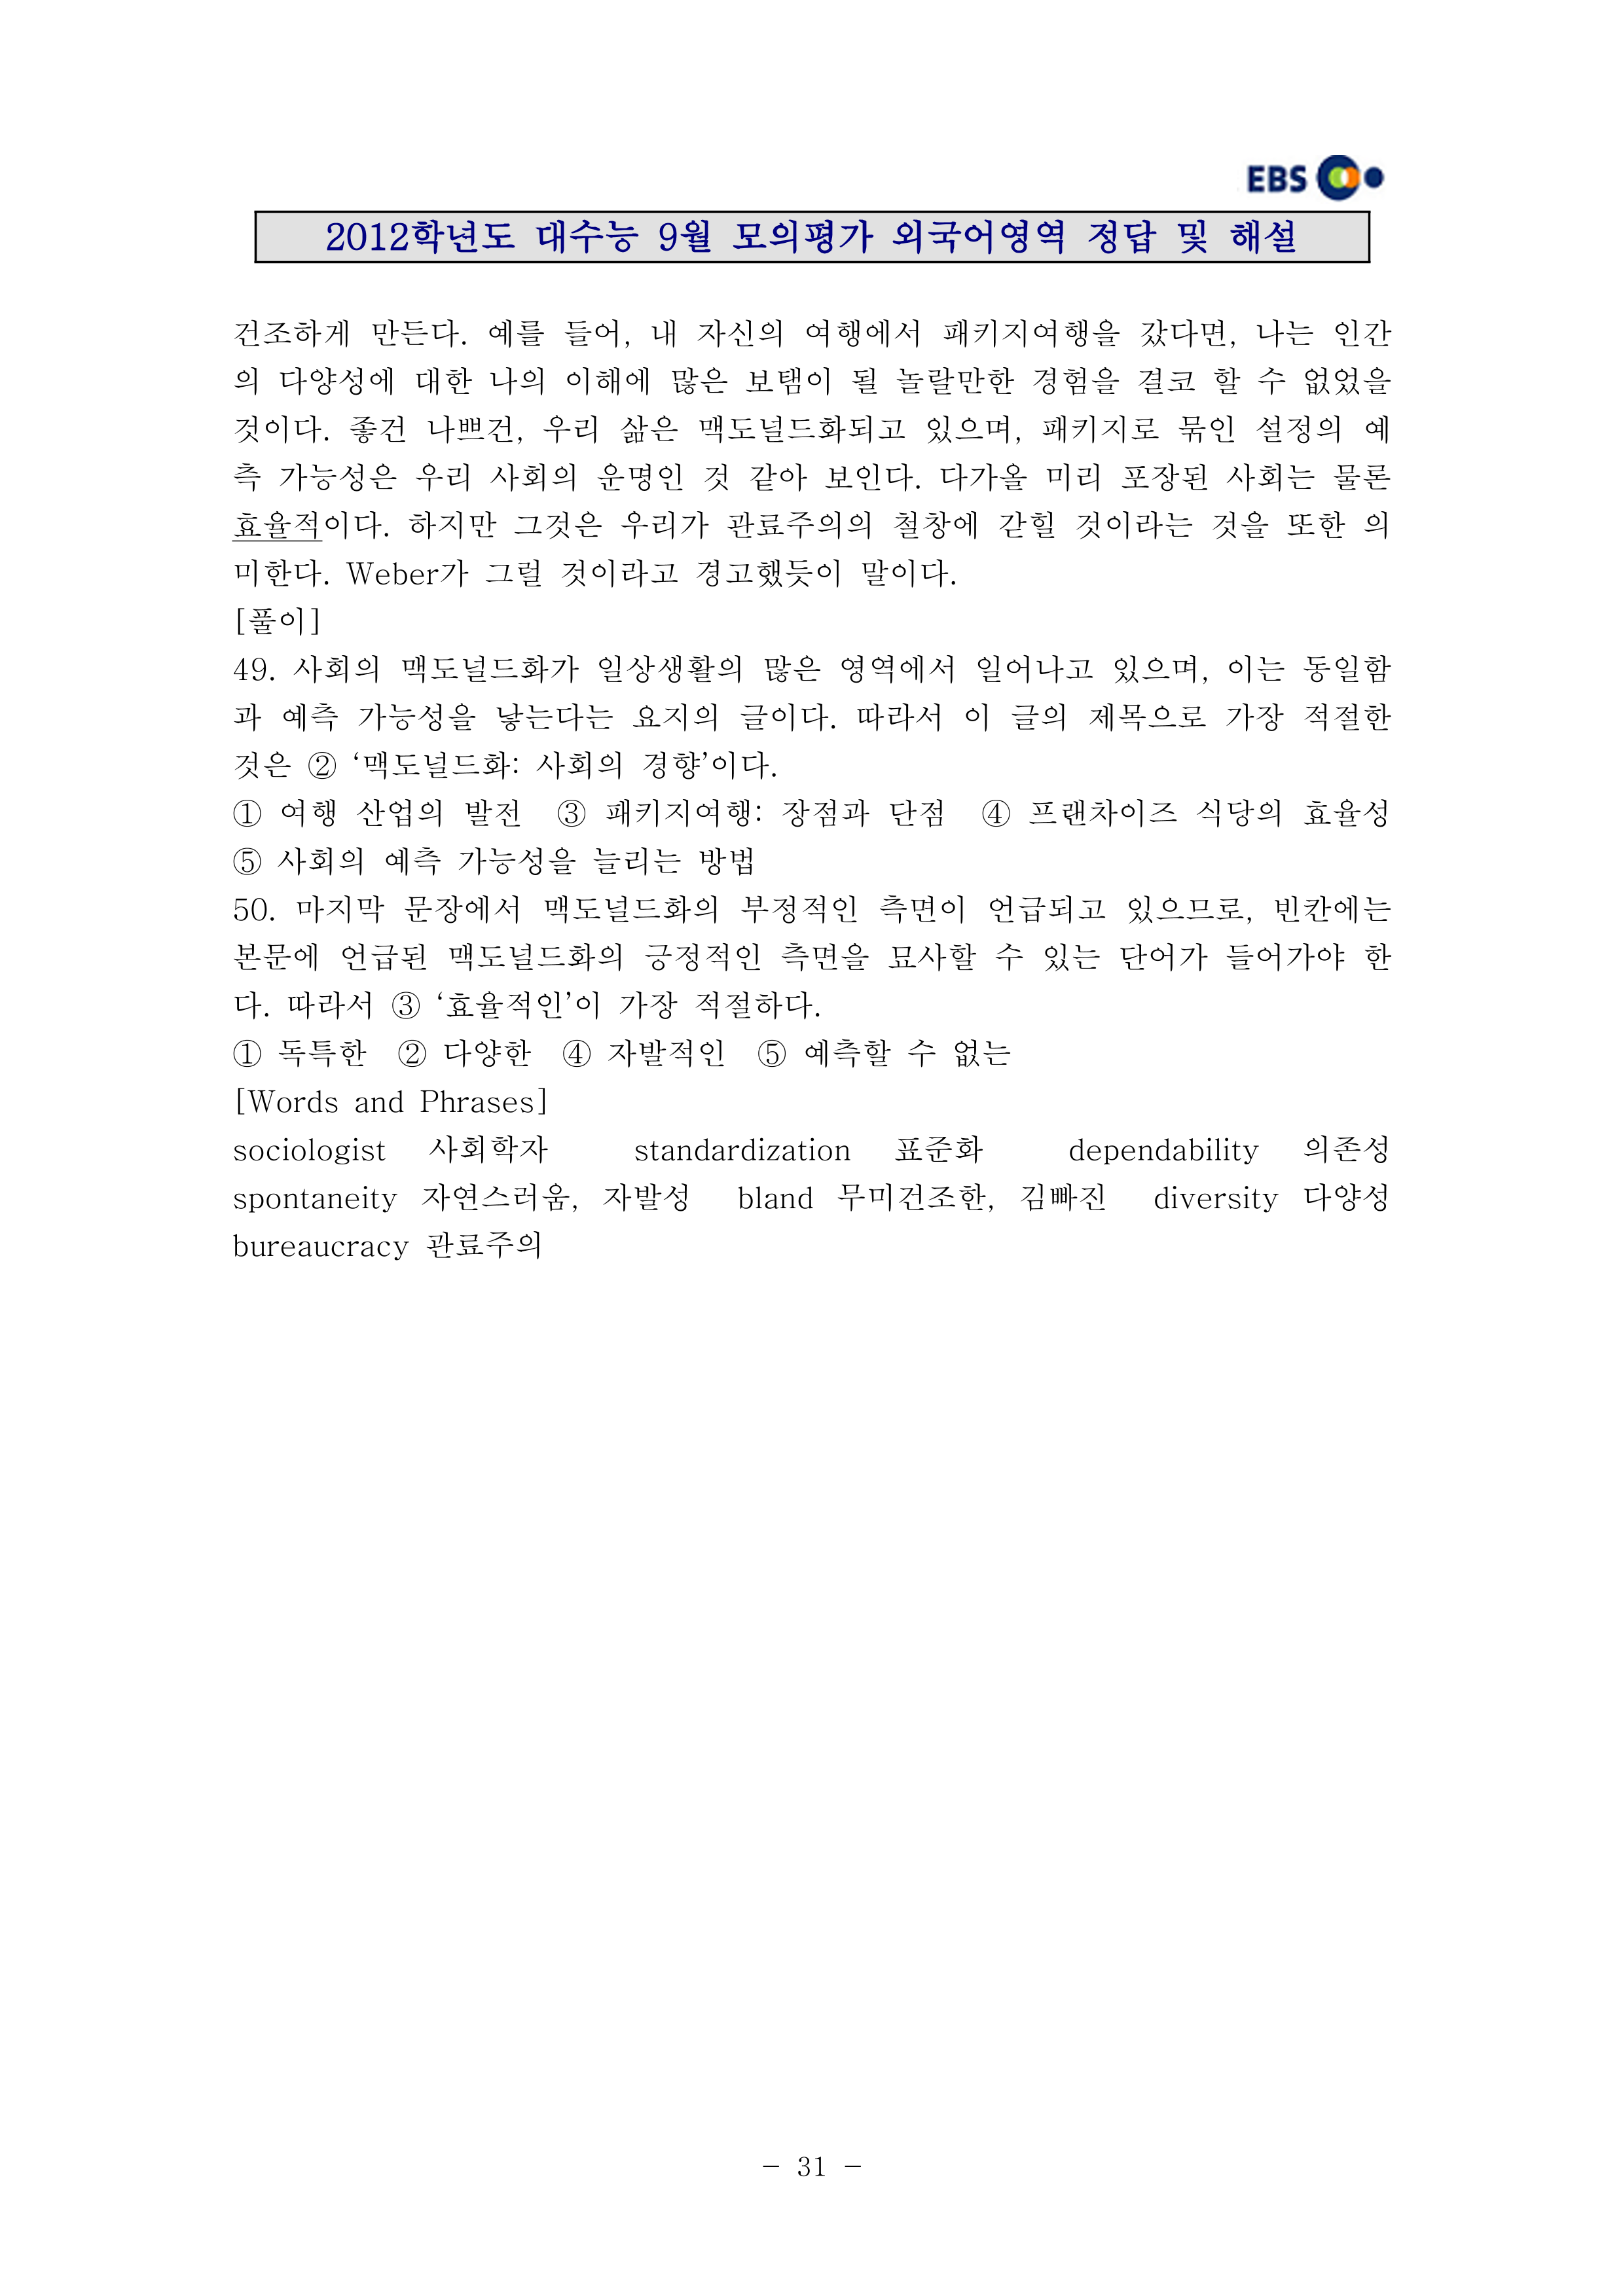 EBS
2012학년도 대수능 9월 모의평가 외국어영역 정답 및 해설
건조하게 만든다. 예를 들어, 내 자신의 여행에서 패키지여행을 갔다면, 나는 인간
의 다양성에 대한 나의 이해에 많은 보탬이 될 놀랄만한 경험을 결코 할 수 없었을
것이다. 좋건 나쁘건, 우리 삶은 맥도널드화되고 있으며, 패키지로 묶인 설정의 예
측 가능성은 우리 사회의 운명인 것 같아 보인다. 다가올 미리 포장된 사회는 물론
효율적이다. 하지만 그것은 우리가 관료주의의 철창에 갇힐 것이라는 것을 또한 의
미한다. Weber가 그럴 것이라고 경고했듯이 말이다.
[풀이]
49. 사회의 맥도널드화가 일상생활의 많은 영역에서 일어나고 있으며, 이는 동일함
과 예측 가능성을 낳는다는 요지의 글이다. 따라서 이 글의 제목으로 가장 적절한
것은 ② ‘맥도널드화: 사회의 경향’이다.
① 여행 산업의 발전 ③ 패키지여행: 장점과 단점 ④ 프랜차이즈 식당의 효율성
⑤ 사회의 예측 가능성을 늘리는 방법
50. 마지막 문장에서 맥도널드화의 부정적인 측면이 언급되고 있으므로, 빈칸에는
본문에 언급된 맥도널드화의 긍정적인 측면을 묘사할 수 있는 단어가 들어가야 한
다. 따라서 ③ ‘효율적인’이 가장 적절하다.
① 독특한 ② 다양한 ④ 자발적인 ⑤ 예측할 수 없는
[Words and Phrases]
sociologist 사회학자 standardization 표준화 dependability 의존성
spontaneity 자연스러움, 자발성 bland 무미건조한, 김빠진 diversity 다양성
bureaucracy 관료주의
- 31 -